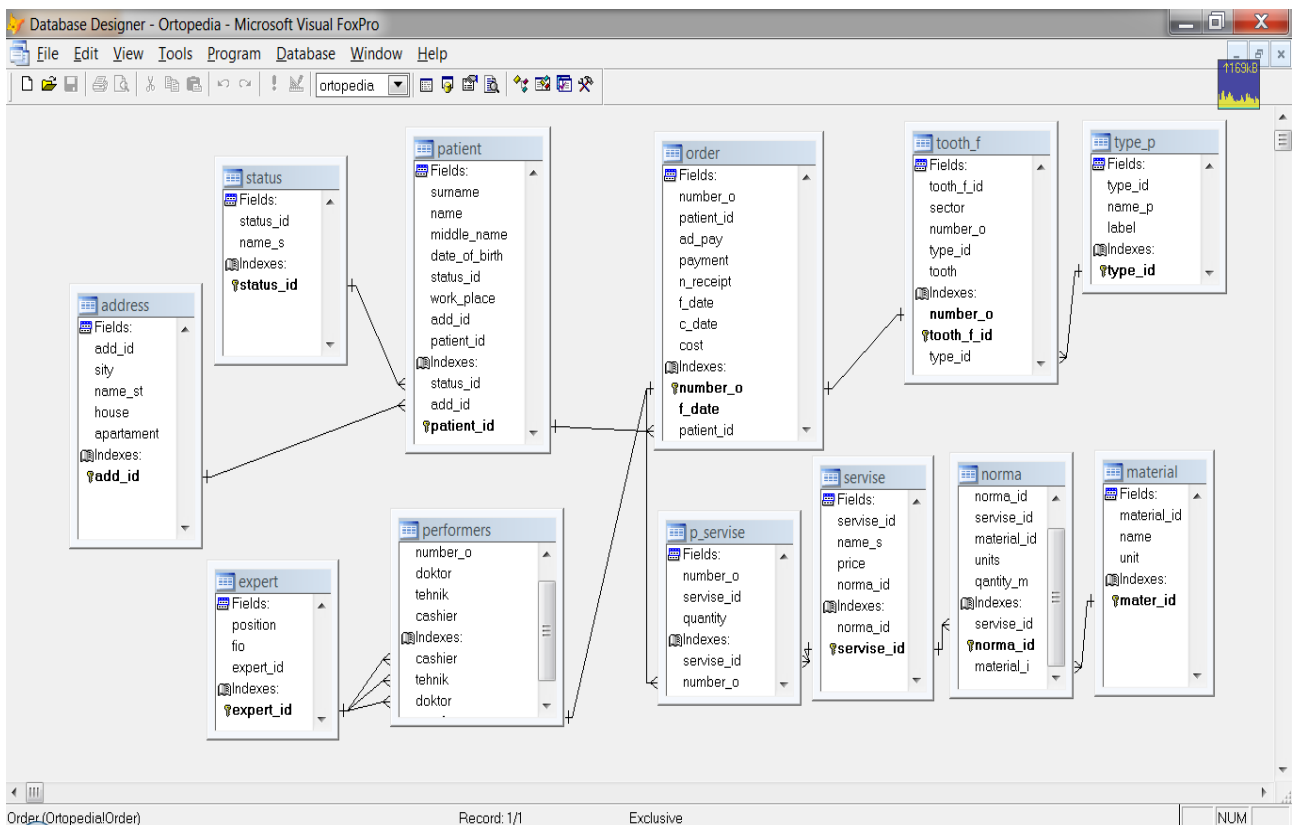 Database Designer - Ortopedia - Microsoft Visual FoxPro
File Edit View Tools Program Database Window Help
ortopedia
↑169kB
address
Fields:
add_id
sity
name_st
house
apartament
Indexes:
add_id
status
Fields:
status_id
name_s
Indexes:
status_id
patient
Fields:
surname
name
middle_name
date_of_birth
status_id
work_place
add_id
patient_id
Indexes:
status_id
add_id
patient_id
order
Fields:
number_o
patient_id
ad_pay
payment
n_receipt
f_date
c_date
cost
Indexes:
number_o
f_date
patient_id
tooth_f
Fields:
tooth_f_id
sector
number_o
type_id
tooth
Indexes:
number_o
tooth_f_id
type_id
type_p
Fields:
type_id
name_p
label
Indexes:
type_id
expert
Fields:
position
fio
expert_id
Indexes:
expert_id
performers
number_o
doktor
tehnik
cashier
Indexes:
cashier
tehnik
doktor
p_servise
Fields:
number_o
servise_id
quantity
Indexes:
servise_id
number_o
servise
Fields:
servise_id
name_s
price
norma_id
Indexes:
norma_id
servise_id
norma
norma_id
servise_id
material_id
units
qantity_m
Indexes:
servise_id
norma_id
material_i
material
Fields:
material_id
name
unit
Indexes:
mater_id
Order (Ortopedia!Order) Record: 1/1 Exclusive NUM